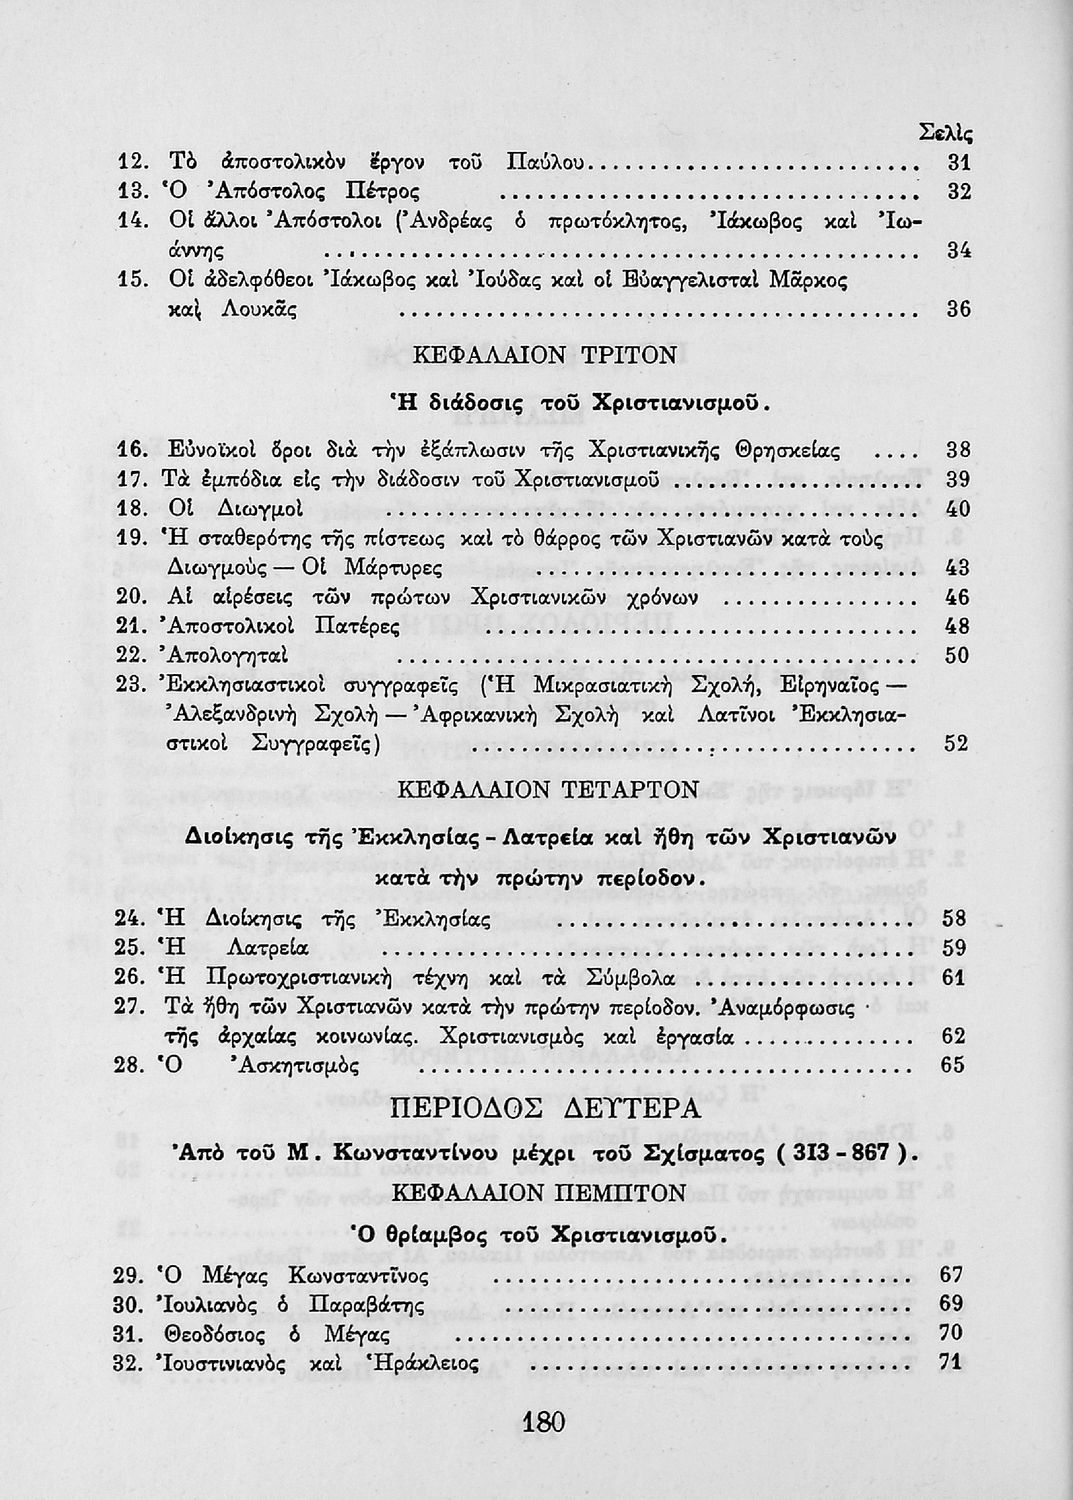 Σελὶς
12. Τὸ ἀποστολικὸν ἔργον τοῦ Παύλου ........................ 31
13. Ὁ Ἀπόστολος Πέτρος ........................ 32
14. Οἱ ἄλλοι Ἀπόστολοι (Ἀνδρέας ὁ πρωτόκλητος, Ἰάκωβος καὶ Ἰω-
άννης ........................ 34
15. Οἱ ἀδελφόθεοι Ἰάκωβος καὶ Ἰούδας καὶ οἱ Εὐαγγελισταὶ Μᾶρκος
καὶ Λουκᾶς ........................ 36
ΚΕΦΑΛΑΙΟΝ ΤΡΙΤΟΝ
Ἡ διάδοσις τοῦ Χριστιανισμοῦ.
16. Εὐνοϊκοὶ ὅροι διὰ τὴν ἐξάπλωσιν τῆς Χριστιανικῆς Θρησκείας .... 38
17. Τὰ ἐμπόδια εἰς τὴν διάδοσιν τοῦ Χριστιανισμοῦ ........................ 39
18. Οἱ Διωγμοὶ ........................ 40
19. Ἡ σταθερότης τῆς πίστεως καὶ τὸ θάρρος τῶν Χριστιανῶν κατὰ τοὺς
Διωγμοὺς — Οἱ Μάρτυρες ........................ 43
20. Αἱ αἱρέσεις τῶν πρώτων Χριστιανικῶν χρόνων ........................ 46
21. Ἀποστολικοὶ Πατέρες ........................ 48
22. Ἀπολογηταὶ ........................ 50
23. Ἐκκλησιαστικοὶ συγγραφεῖς (Ἡ Μικρασιατικὴ Σχολή, Εἰρηναῖος —
Ἀλεξανδρινὴ Σχολὴ — Ἀφρικανικὴ Σχολὴ καὶ Λατῖνοι Ἐκκλησια-
στικοὶ Συγγραφεῖς) ........................ 52
ΚΕΦΑΛΑΙΟΝ ΤΕΤΑΡΤΟΝ
Διοίκησις τῆς Ἐκκλησίας - Λατρεία καὶ ἤθη τῶν Χριστιανῶν
κατὰ τὴν πρώτην περίοδον.
24. Ἡ Διοίκησις τῆς Ἐκκλησίας ........................ 58
25. Ἡ Λατρεία ........................ 59
26. Ἡ Πρωτοχριστιανικὴ τέχνη καὶ τὰ Σύμβολα ........................ 61
27. Τὰ ἤθη τῶν Χριστιανῶν κατὰ τὴν πρώτην περίοδον. Ἀναμόρφωσις
τῆς ἀρχαίας κοινωνίας. Χριστιανισμὸς καὶ ἐργασία ........................ 62
28. Ὁ Ἀσκητισμὸς ........................ 65
ΠΕΡΙΟΔΟΣ ΔΕΥΤΕΡΑ
Ἀπὸ τοῦ Μ. Κωνσταντίνου μέχρι τοῦ Σχίσματος (313 - 867).
ΚΕΦΑΛΑΙΟΝ ΠΕΜΠΤΟΝ
Ὁ θρίαμβος τοῦ Χριστιανισμοῦ.
29. Ὁ Μέγας Κωνσταντῖνος ........................ 67
30. Ἰουλιανὸς ὁ Παραβάτης ........................ 69
31. Θεοδόσιος ὁ Μέγας ........................ 70
32. Ἰουστινιανὸς καὶ Ἡράκλειος ........................ 71
180